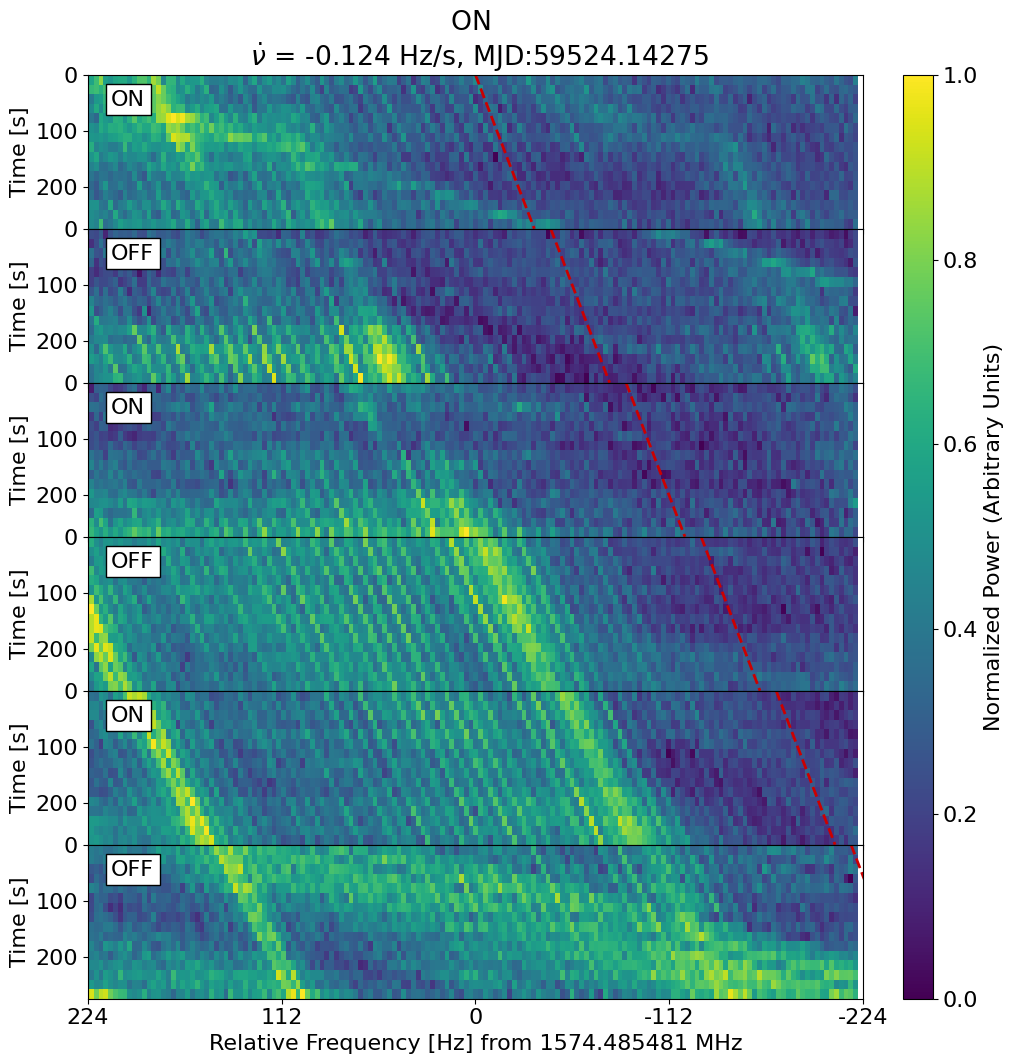 ON
ν̇ = -0.124 Hz/s, MJD:59524.14275
0
ON
100
Time [s]
200
0
OFF
100
Time [s]
200
0
ON
100
Time [s]
200
0
OFF
100
Time [s]
200
0
ON
100
Time [s]
200
0
OFF
100
Time [s]
200
224 112 0 -112 -224
Relative Frequency [Hz] from 1574.485481 MHz
1.0
0.8
0.6
0.4
0.2
0.0
Normalized Power (Arbitrary Units)